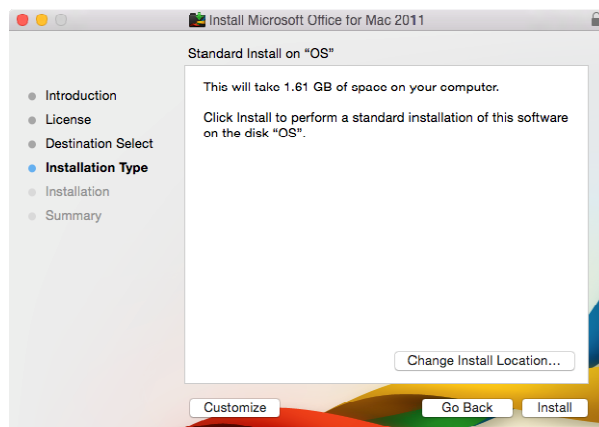 Install Microsoft Office for Mac 2011
Standard Install on “OS”
Introduction
License
Destination Select
Installation Type
Installation
Summary
This will take 1.61 GB of space on your computer.
Click Install to perform a standard installation of this software
on the disk “OS”.
Change Install Location...
Customize
Go Back
Install